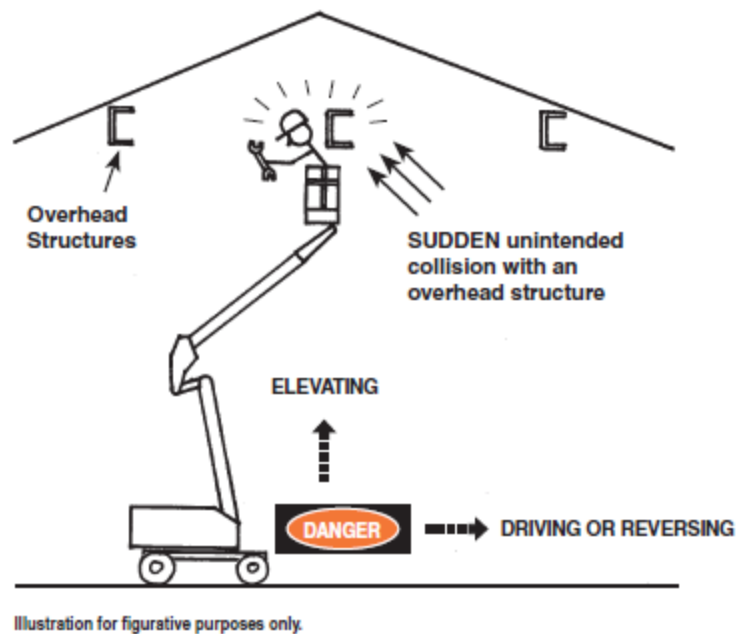 Overhead
Structures
SUDDEN unintended
collision with an
overhead structure
ELEVATING
DANGER
DRIVING OR REVERSING
Illustration for figurative purposes only.